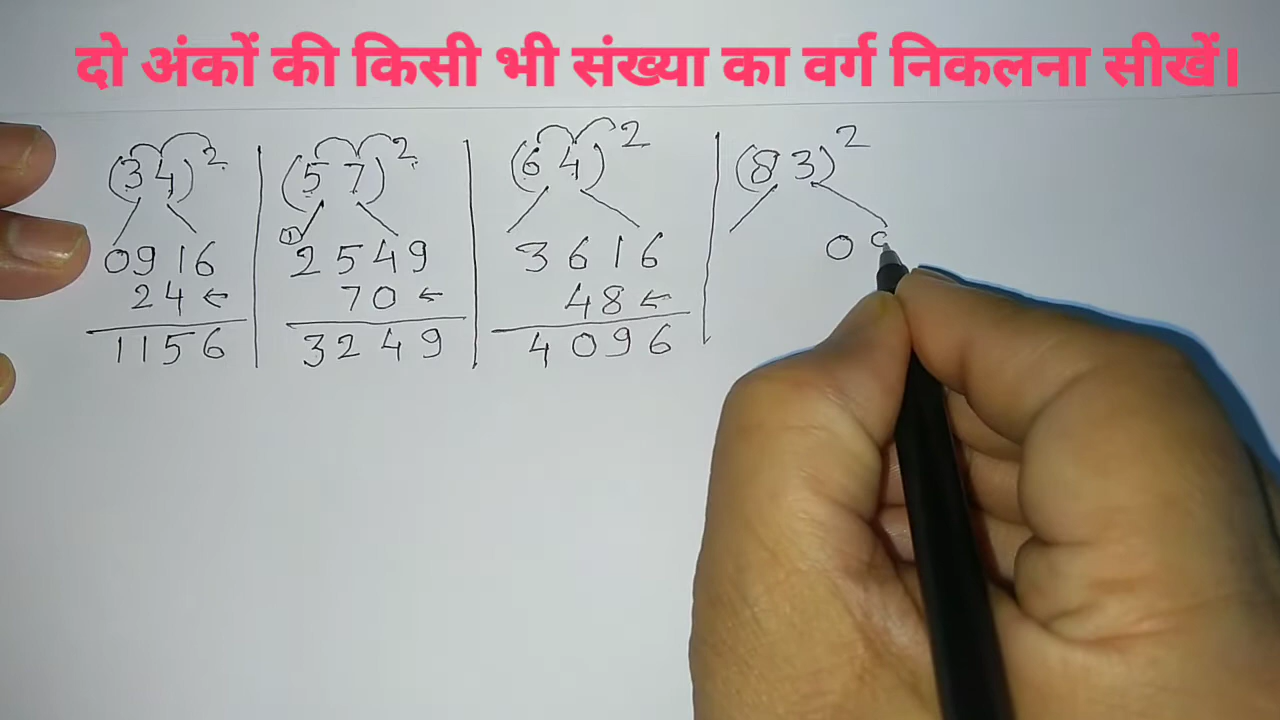 दो अंकों की किसी भी संख्या का वर्ग निकलना सीखें।
(34)² (57)² (64)² (83)²
0916 ① 2549 3616 0
24 ← 70 ← 48 ←
1156 3249 4096